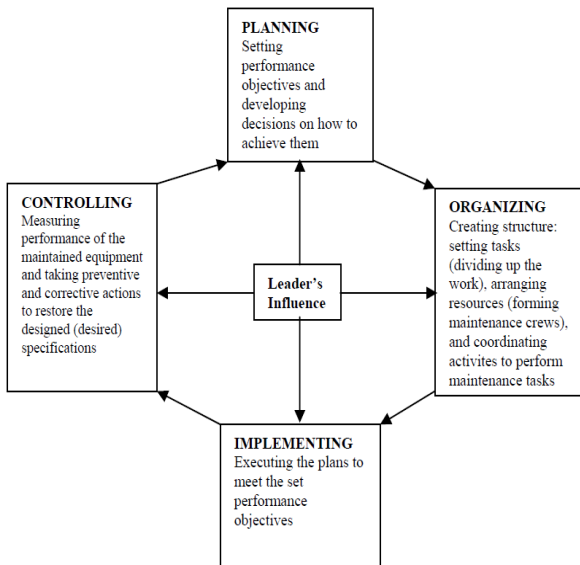 PLANNING
Setting
performance
objectives and
developing
decisions on how to
achieve them
CONTROLLING
Measuring
performance of the
maintained equipment
and taking preventive
and corrective actions
to restore the
designed (desired)
specifications
Leader's
Influence
ORGANIZING
Creating structure:
setting tasks
(dividing up the
work), arranging
resources (forming
maintenance crews),
and coordinating
activites to perform
maintenance tasks
IMPLEMENTING
Executing the plans to
meet the set
performance
objectives